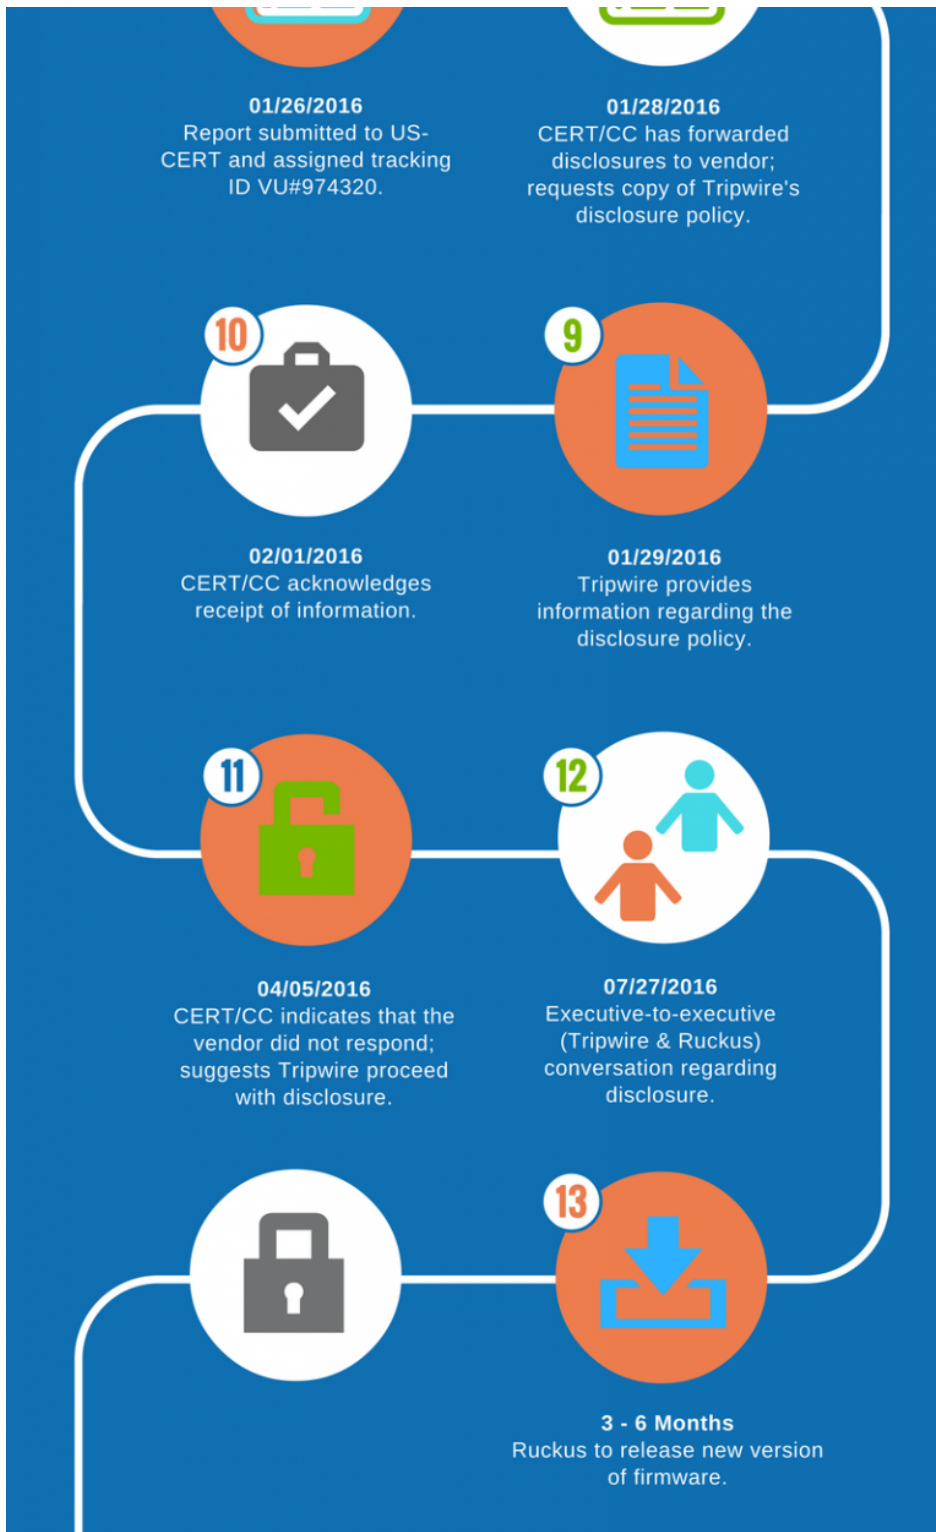 01/26/2016
Report submitted to US-
CERT and assigned tracking
ID VU#974320.
01/28/2016
CERT/CC has forwarded
disclosures to vendor;
requests copy of Tripwire's
disclosure policy.
10
02/01/2016
CERT/CC acknowledges
receipt of information.
9
01/29/2016
Tripwire provides
information regarding the
disclosure policy.
11
04/05/2016
CERT/CC indicates that the
vendor did not respond;
suggests Tripwire proceed
with disclosure.
12
07/27/2016
Executive-to-executive
(Tripwire & Ruckus)
conversation regarding
disclosure.
13
3 - 6 Months
Ruckus to release new version
of firmware.